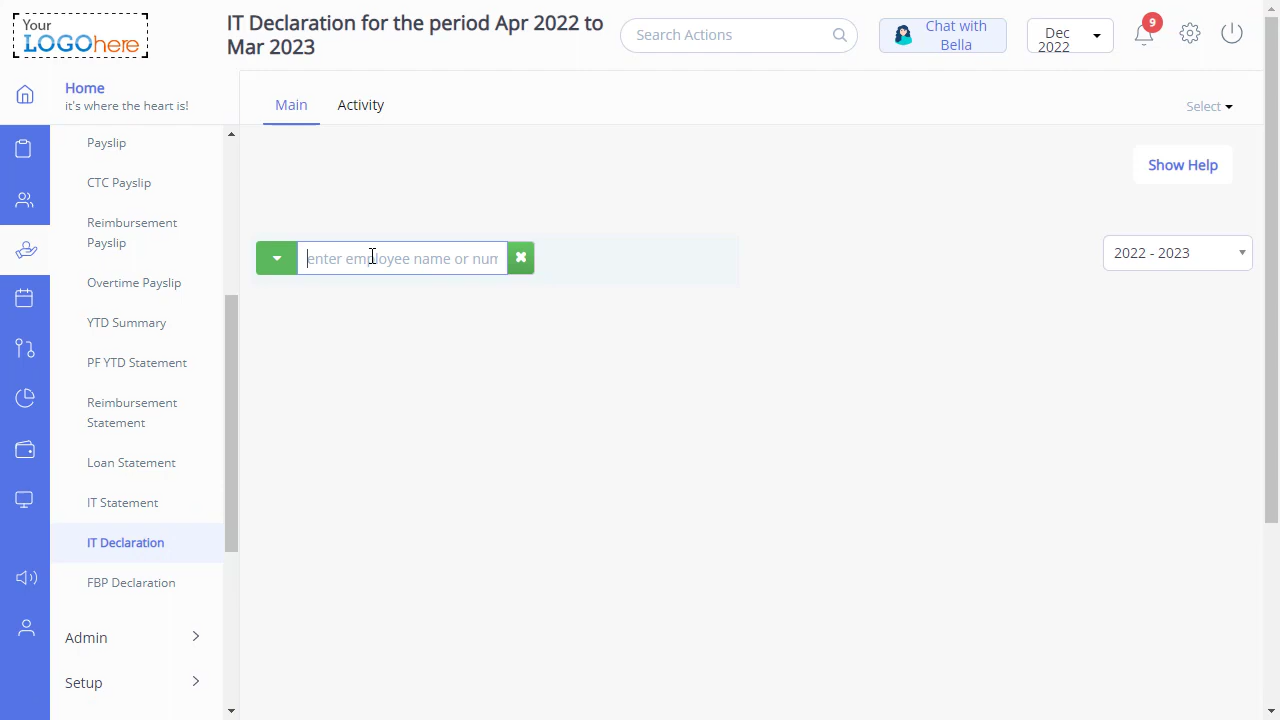 Your
LOGOhere
IT Declaration for the period Apr 2022 to
Mar 2023
Search Actions
Chat with
Bella
Dec
2022
9
Home
it's where the heart is!
Main
Activity
Select
Payslip
CTC Payslip
Reimbursement
Payslip
Overtime Payslip
YTD Summary
PF YTD Statement
Reimbursement
Statement
Loan Statement
IT Statement
IT Declaration
FBP Declaration
Admin
Setup
Show Help
enter employee name or num
2022 - 2023